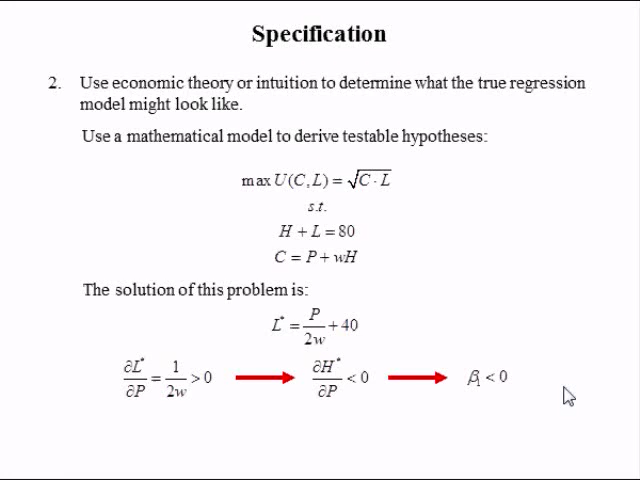 Specification
2. Use economic theory or intuition to determine what the true regression
model might look like.
Use a mathematical model to derive testable hypotheses:
max U(C,L) = √C·L
s.t.
H + L = 80
C = P + wH
The solution of this problem is:
L* = P/2w + 40
∂L*/∂P = 1/2w > 0 → ∂H*/∂P < 0 → β₁ < 0